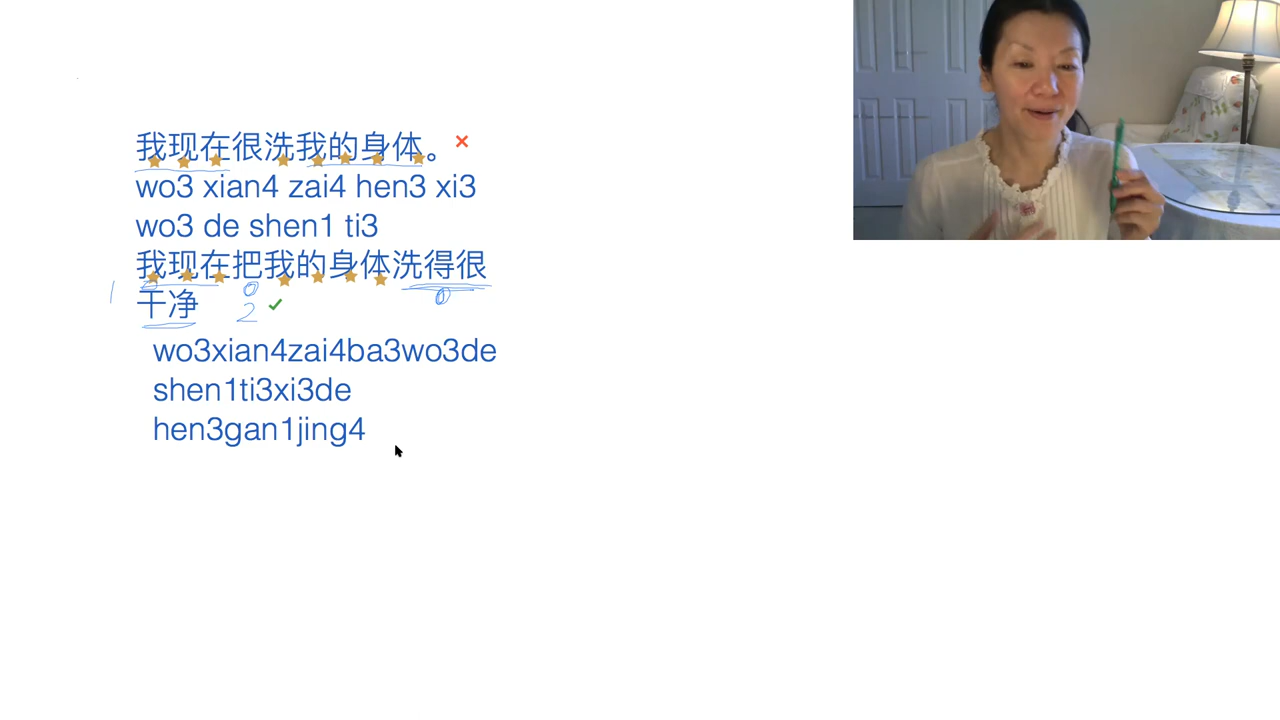 我现在很洗我的身体。×
wo3 xian4 zai4 hen3 xi3
wo3 de shen1 ti3
我现在把我的身体洗得很
干净 2 ✓
wo3xian4zai4ba3wo3de
shen1ti3xi3de
hen3gan1jing4